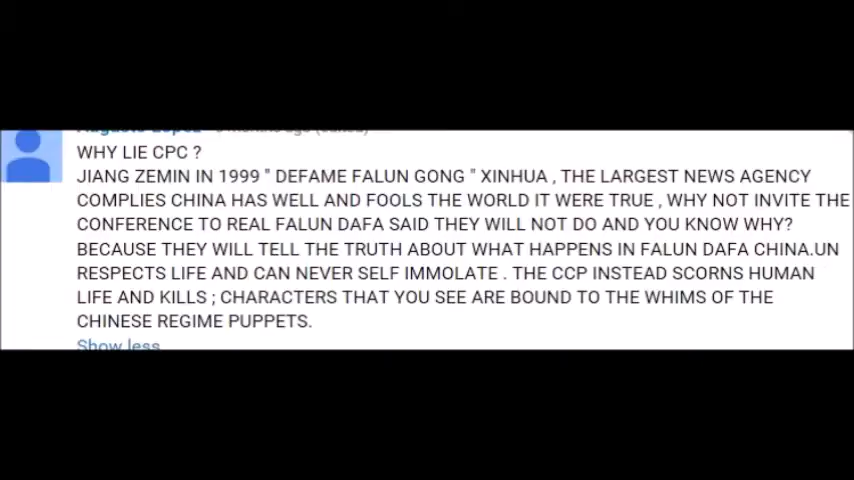 WHY LIE CPC ?
JIANG ZEMIN IN 1999 " DEFAME FALUN GONG " XINHUA , THE LARGEST NEWS AGENCY
COMPLIES CHINA HAS WELL AND FOOLS THE WORLD IT WERE TRUE , WHY NOT INVITE THE
CONFERENCE TO REAL FALUN DAFA SAID THEY WILL NOT DO AND YOU KNOW WHY?
BECAUSE THEY WILL TELL THE TRUTH ABOUT WHAT HAPPENS IN FALUN DAFA CHINA.UN
RESPECTS LIFE AND CAN NEVER SELF IMMOLATE . THE CCP INSTEAD SCORNS HUMAN
LIFE AND KILLS ; CHARACTERS THAT YOU SEE ARE BOUND TO THE WHIMS OF THE
CHINESE REGIME PUPPETS.
Show less